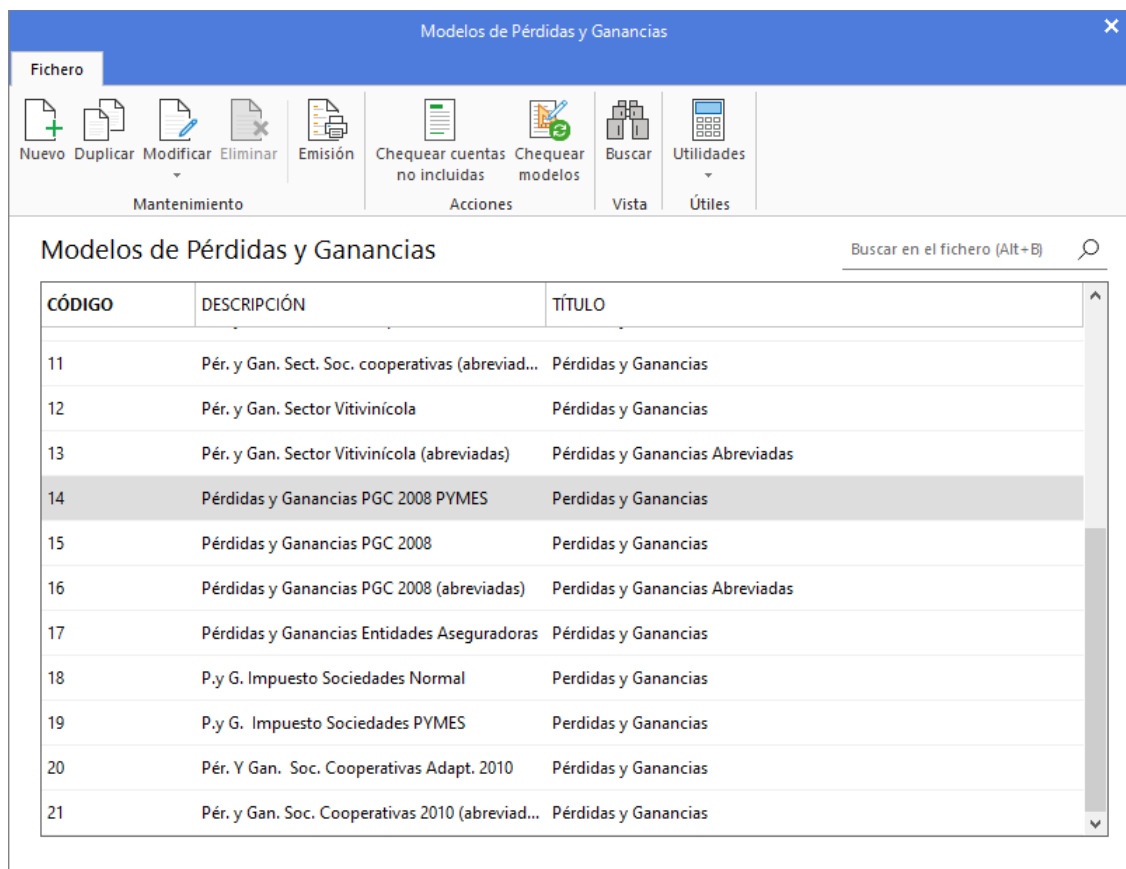 Modelos de Pérdidas y Ganancias
Fichero
Nuevo Duplicar Modificar Eliminar Emisión Chequear cuentas no incluidas Chequear modelos Buscar Utilidades
Mantenimiento Acciones Vista Útiles
Modelos de Pérdidas y Ganancias Buscar en el fichero (Alt+B)
CÓDIGO DESCRIPCIÓN TÍTULO
11 Pér. y Gan. Sect. Soc. cooperativas (abreviad... Pérdidas y Ganancias
12 Pér. y Gan. Sector Vitivinícola Pérdidas y Ganancias
13 Pér. y Gan. Sector Vitivinícola (abreviadas) Pérdidas y Ganancias Abreviadas
14 Pérdidas y Ganancias PGC 2008 PYMES Perdidas y Ganancias
15 Pérdidas y Ganancias PGC 2008 Perdidas y Ganancias
16 Pérdidas y Ganancias PGC 2008 (abreviadas) Perdidas y Ganancias Abreviadas
17 Pérdidas y Ganancias Entidades Aseguradoras Pérdidas y Ganancias
18 P.y G. Impuesto Sociedades Normal Perdidas y Ganancias
19 P.y G.  Impuesto Sociedades PYMES Perdidas y Ganancias
20 Pér. Y Gan.  Soc. Cooperativas Adapt. 2010 Pérdidas y Ganancias
21 Pér. y Gan. Soc. Cooperativas 2010 (abreviad... Pérdidas y Ganancias